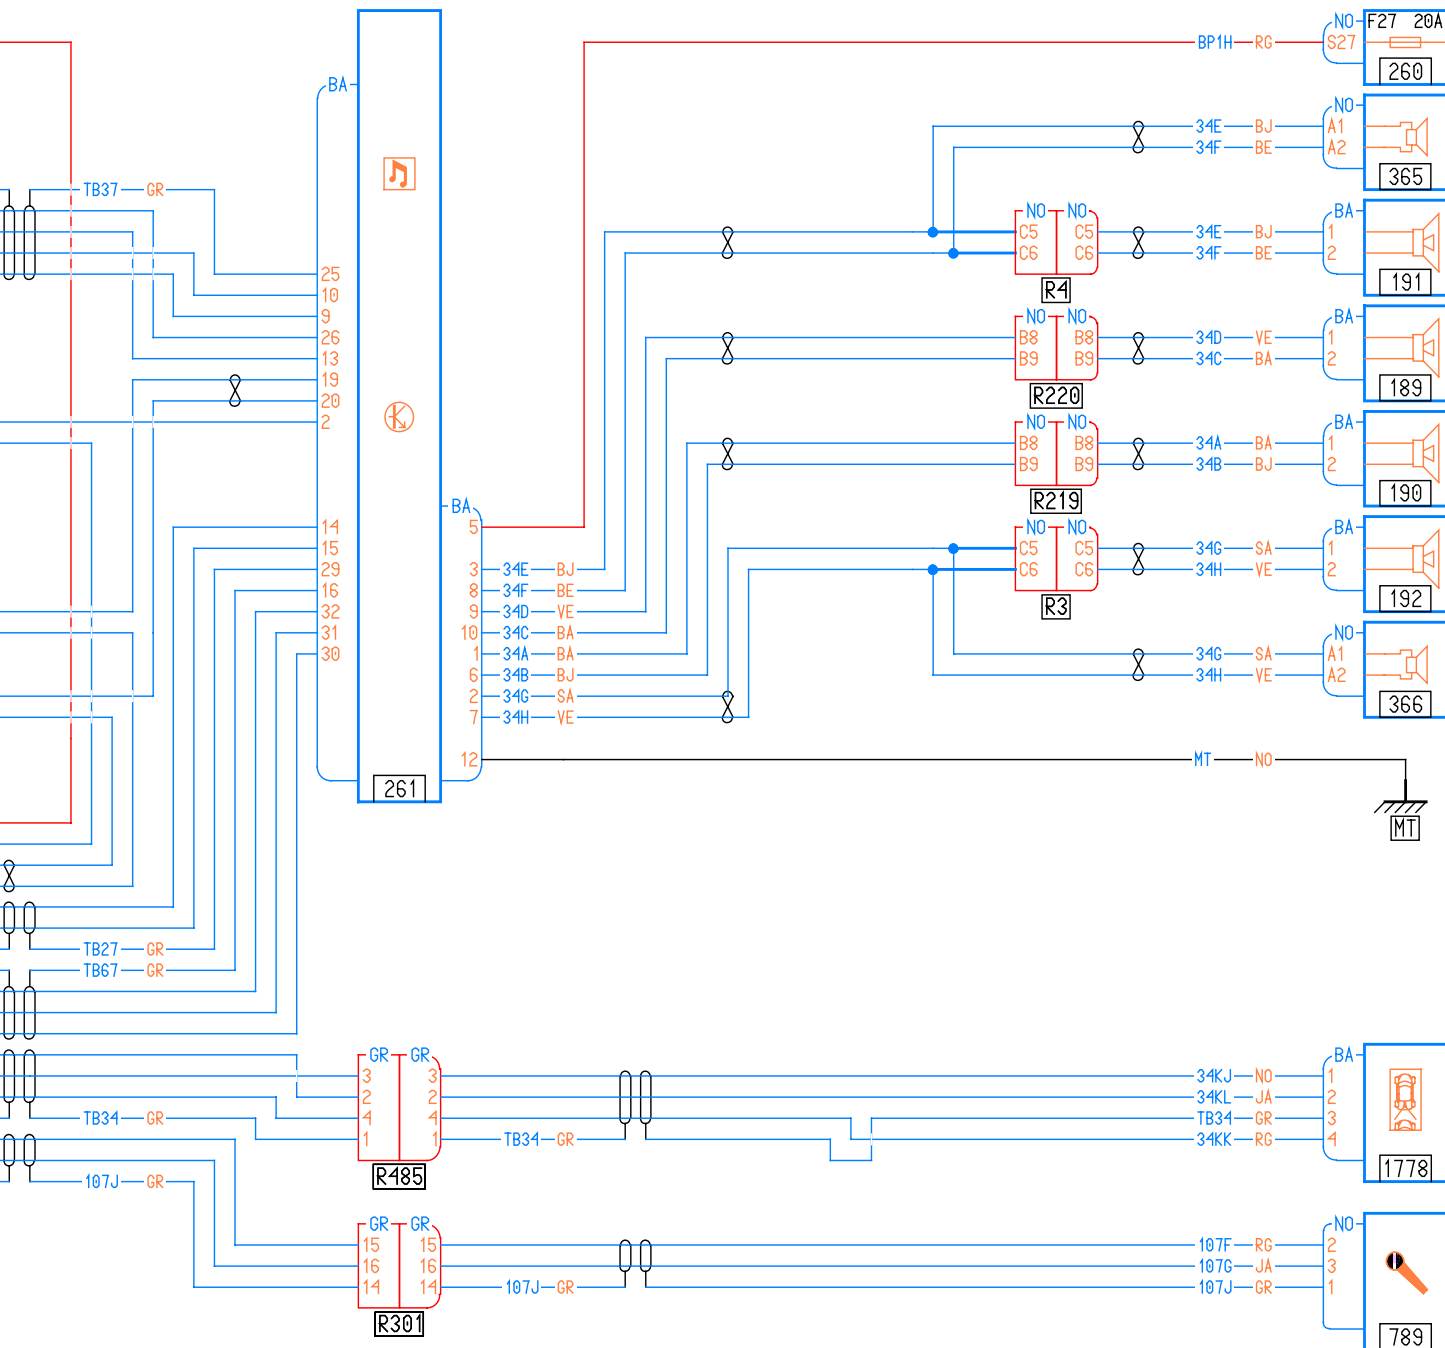 NO F27 20A
BP1H RG S27
260
BA
NO
34E BJ A1
34F BE A2
365
TB37 GR
NO NO BA
C5 C5 34E BJ 1
C6 C6 34F BE 2
191
R4
25
10
9
26
13
19
20
2
NO NO BA
B8 B8 34D VE 1
B9 B9 34C BA 2
189
R220
NO NO BA
B8 B8 34A BA 1
B9 B9 34B BJ 2
190
R219
BA
14 5
15
29
16
32
31
30
3 34E BJ
8 34F BE
9 34D VE
10 34C BA
1 34A BA
6 34B BJ
2 34G SA
7 34H VE
12 MT NO
261
NO NO BA
C5 C5 34G SA 1
C6 C6 34H VE 2
192
R3
NO
34G SA A1
34H VE A2
366
MT
TB27 GR
TB67 GR
GR GR BA
3 3 34KJ NO 1
2 2 34KL JA 2
TB34 GR 4 4 TB34 GR 3
1 1 TB34 GR 34KK RG 4
R485 1778
107J GR
GR GR NO
15 15 107F RG 2
16 16 107G JA 3
14 14 107J GR 107J GR 1
R301 789